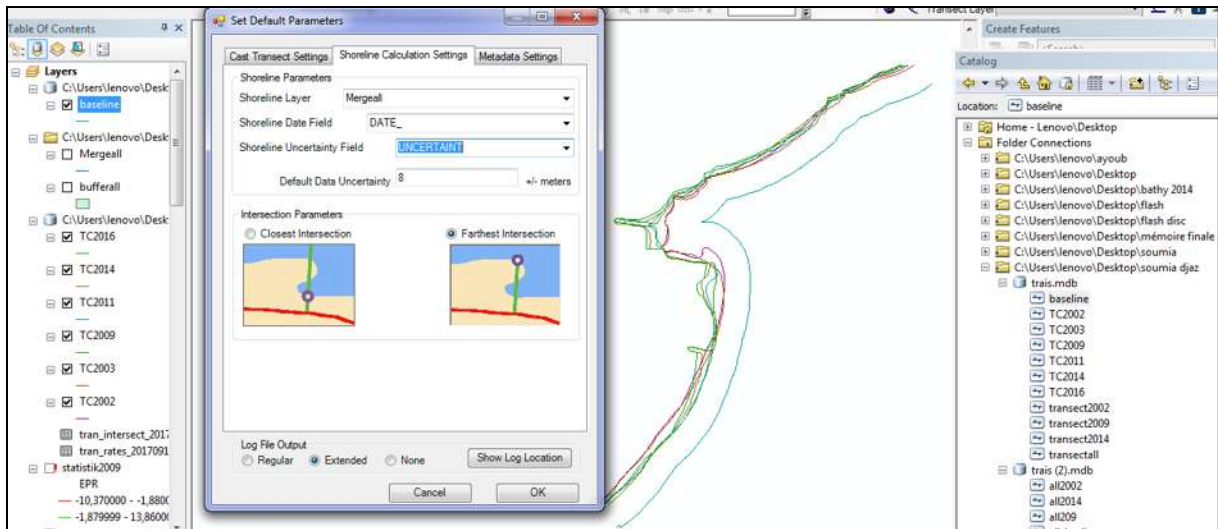 Transect Layer
Table Of Contents
Layers
C:\Users\lenovo\Desk
baseline
C:\Users\lenovo\Desk
Mergeall
bufferall
C:\Users\lenovo\Desk
TC2016
TC2014
TC2011
TC2009
TC2003
TC2002
tran_intersect_2017
tran_rates_2017091
statistik2009
EPR
-10,370000 - -1,8800
-1,879999 - 13,86000
Set Default Parameters
Cast Transect Settings Shoreline Calculation Settings Metadata Settings
Shoreline Parameters
Shoreline Layer Mergeall
Shoreline Date Field DATE_
Shoreline Uncertainty Field UNCERTAINT
Default Data Uncertainty 8 +/- meters
Intersection Parameters
Closest Intersection Farthest Intersection
Log File Output
Regular Extended None Show Log Location
Cancel OK
Create Features
Catalog
Location: baseline
Home - Lenovo\Desktop
Folder Connections
C:\Users\lenovo\ayoub
C:\Users\lenovo\Desktop
C:\Users\lenovo\Desktop\bathy 2014
C:\Users\lenovo\Desktop\flash
C:\Users\lenovo\Desktop\flash disc
C:\Users\lenovo\Desktop\mémoire finale
C:\Users\lenovo\Desktop\soumia
C:\Users\lenovo\Desktop\soumia djaz
trais.mdb
baseline
TC2002
TC2003
TC2009
TC2011
TC2014
TC2016
transect2002
transect2009
transect2014
transectall
trais (2).mdb
all2002
all2014
all209